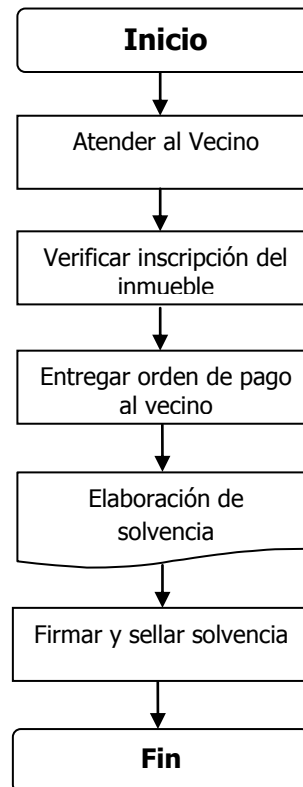 Inicio
Atender al Vecino
Verificar inscripción del
inmueble
Entregar orden de pago
al vecino
Elaboración de
solvencia
Firmar y sellar solvencia
Fin